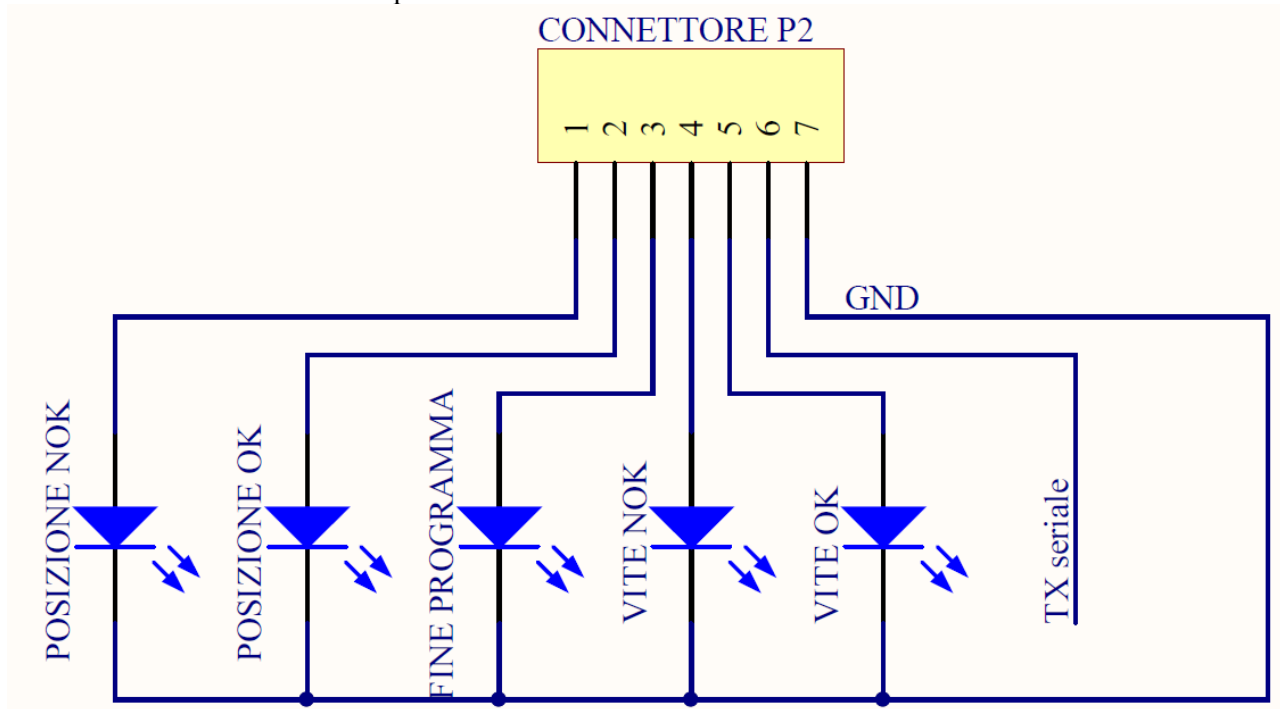 CONNETTORE P2
1 2 3 4 5 6 7
GND
POSIZIONE NOK
POSIZIONE OK
FINE PROGRAMMA
VITE NOK
VITE OK
TX seriale